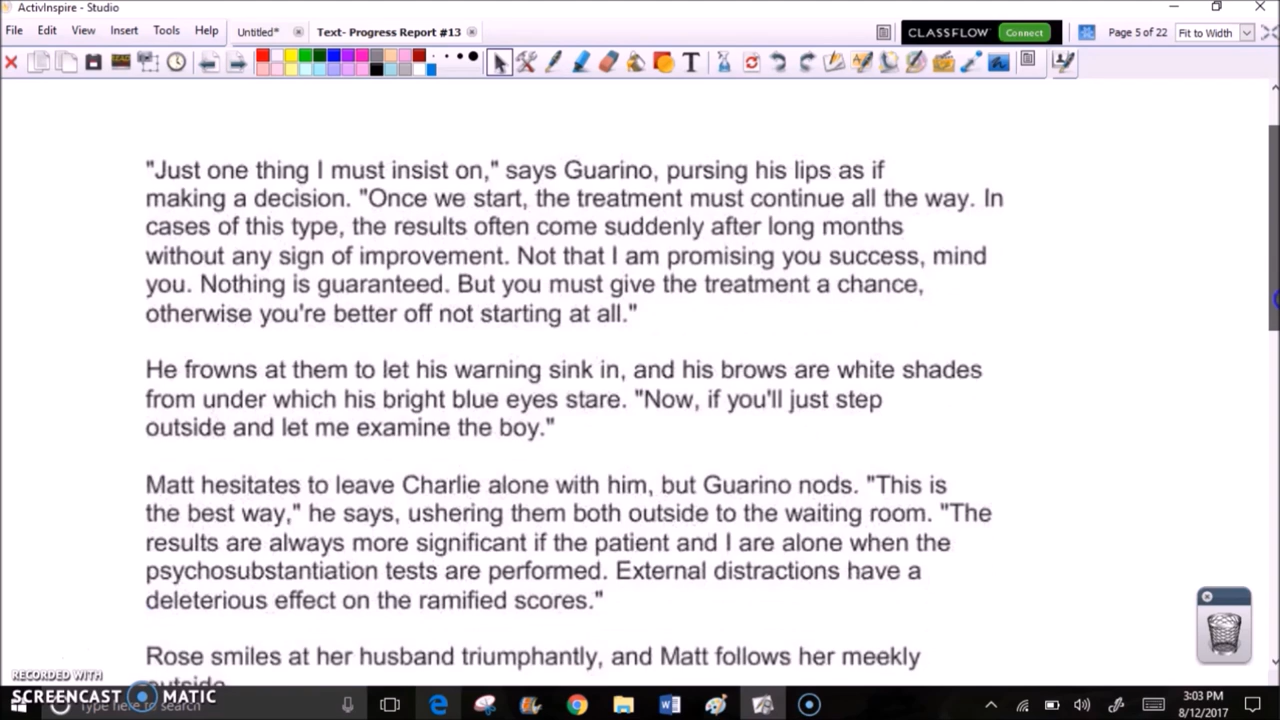 ActivInspire - Studio
File Edit View Insert Tools Help
Untitled* Text- Progress Report #13
CLASSFLOW Connect Page 5 of 22 Fit to Width
"Just one thing I must insist on," says Guarino, pursing his lips as if
making a decision. "Once we start, the treatment must continue all the way. In
cases of this type, the results often come suddenly after long months
without any sign of improvement. Not that I am promising you success, mind
you. Nothing is guaranteed. But you must give the treatment a chance,
otherwise you're better off not starting at all."
He frowns at them to let his warning sink in, and his brows are white shades
from under which his bright blue eyes stare. "Now, if you'll just step
outside and let me examine the boy."
Matt hesitates to leave Charlie alone with him, but Guarino nods. "This is
the best way," he says, ushering them both outside to the waiting room. "The
results are always more significant if the patient and I are alone when the
psychosubstantiation tests are performed. External distractions have a
deleterious effect on the ramified scores."
Rose smiles at her husband triumphantly, and Matt follows her meekly
outside.
RECORDED WITH
SCREENCAST MATIC
Type here to search
3:03 PM
8/12/2017